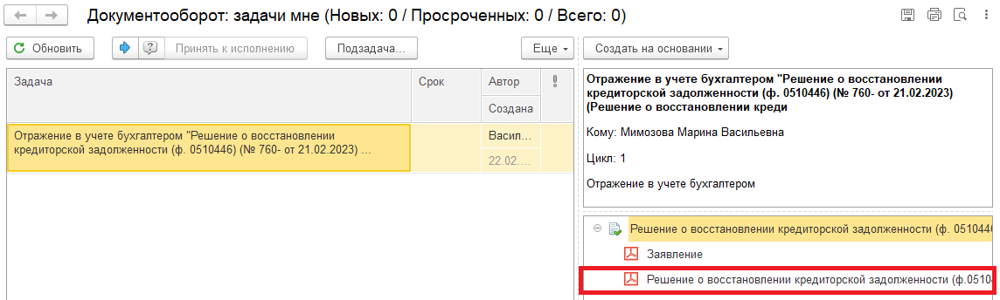 Документооборот: задачи мне (Новых: 0 / Просроченных: 0 / Всего: 0)
Обновить
Принять к исполнению
Подзадача...
Еще
Создать на основании
Задача
Срок
Автор
Создана
Отражение в учете бухгалтером "Решение о восстановлении
кредиторской задолженности (ф. 0510446) (№ 760- от 21.02.2023) ...
Васил...
22.02....
Отражение в учете бухгалтером "Решение о восстановлении
кредиторской задолженности (ф. 0510446) (№ 760- от 21.02.2023)
(Решение о восстановлении креди
Кому: Мимозова Марина Васильевна
Цикл: 1
Отражение в учете бухгалтером
Решение о восстановлении кредиторской задолженности (ф. 0510446
Заявление
Решение о восстановлении кредиторской задолженности (ф.0510